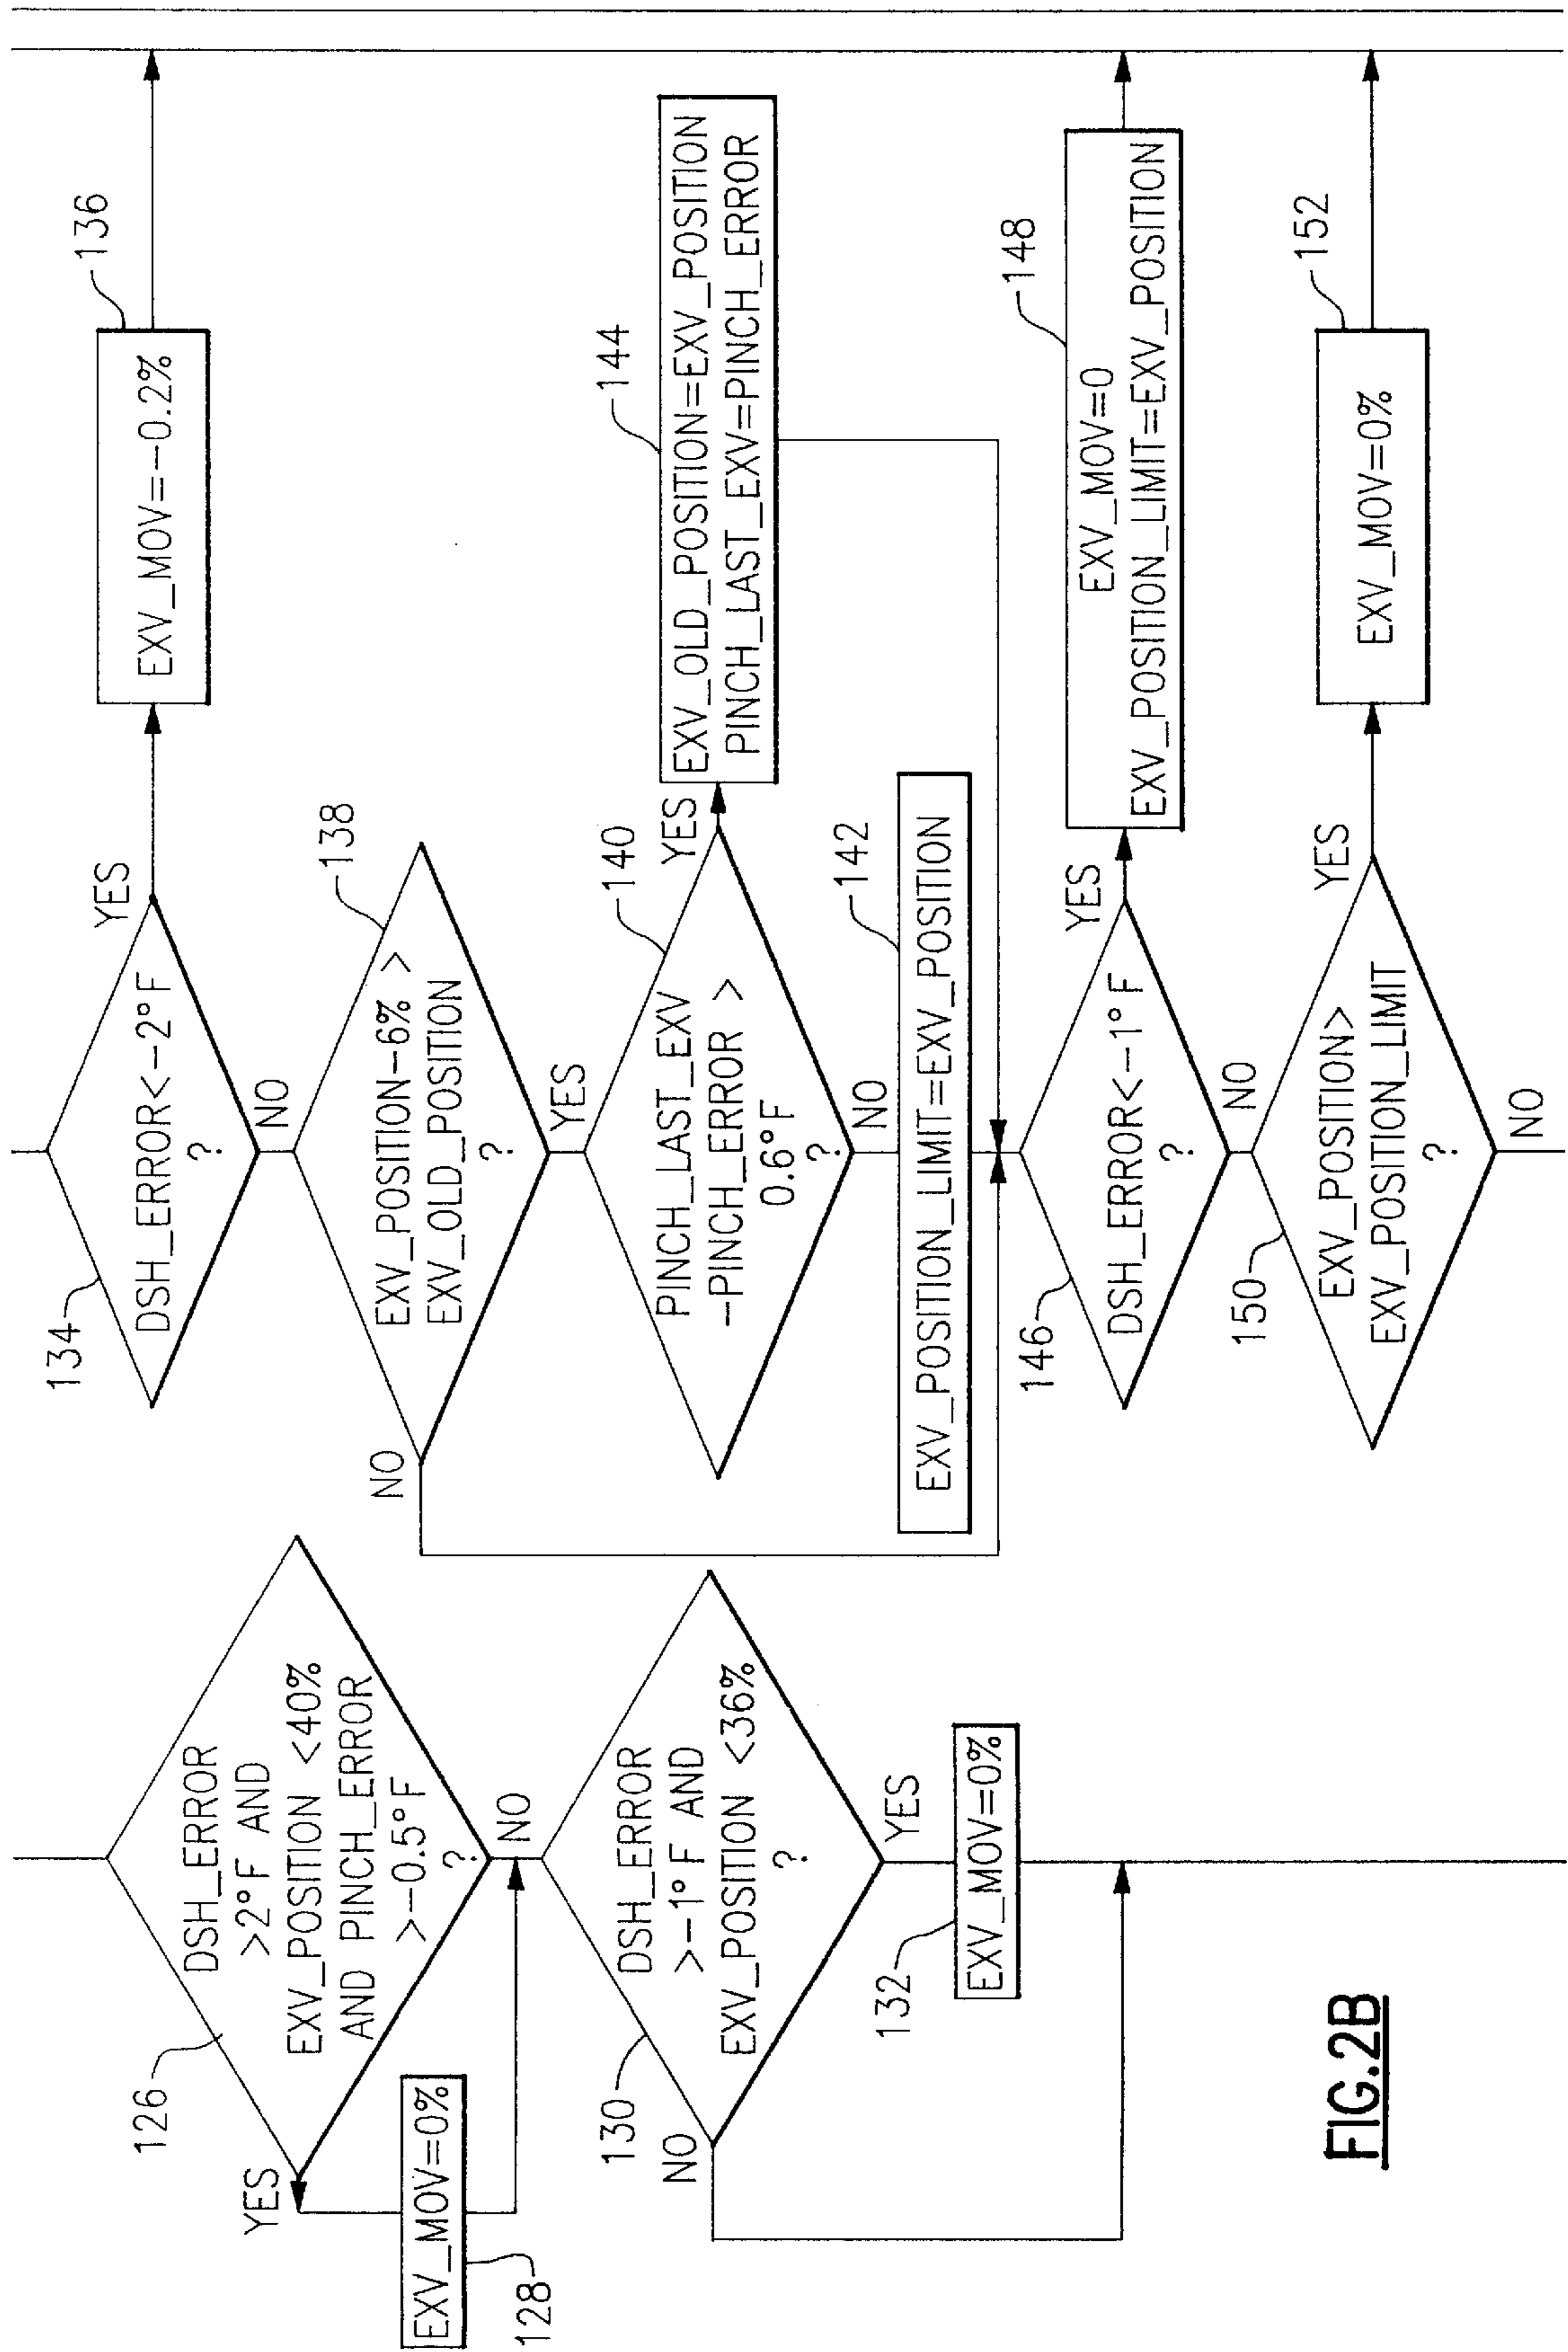 126
DSH_ERROR
>2°F AND
EXV_POSITION <40%
AND PINCH_ERROR
>-0.5°F
?
YES
NO
EXV_MOV=0%
128
130
DSH_ERROR
>-1°F AND
EXV_POSITION <36%
?
NO
YES
132
EXV_MOV=0%
134
DSH_ERROR<-2°F
?
YES
NO
136
EXV_MOV=-0.2%
138
EXV_POSITION-6% >
EXV_OLD_POSITION
?
NO
YES
140
PINCH_LAST_EXV
-PINCH_ERROR >
0.6°F
?
YES
NO
144
EXV_OLD_POSITION=EXV_POSITION
PINCH_LAST_EXV=PINCH_ERROR
142
EXV_POSITION_LIMIT=EXV_POSITION
146
DSH_ERROR<-1°F
?
YES
NO
148
EXV_MOV=0
EXV_POSITION_LIMIT=EXV_POSITION
150
EXV_POSITION>
EXV_POSITION_LIMIT
?
YES
NO
152
EXV_MOV=0%
FIG.2B